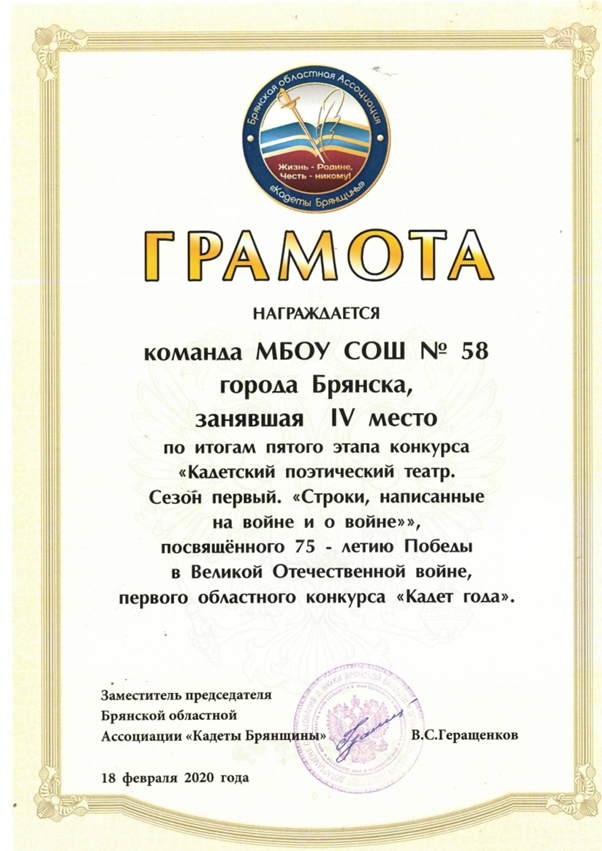 Брянская областная Ассоциация
Жизнь - Родине,
Честь - никому!
«Кадеты Брянщины»
ГРАМОТА
НАГРАЖДАЕТСЯ
команда МБОУ СОШ № 58
города Брянска,
занявшая IV место
по итогам пятого этапа конкурса
«Кадетский поэтический театр.
Сезон первый. «Строки, написанные
на войне и о войне»»,
посвящённого 75 - летию Победы
в Великой Отечественной войне,
первого областного конкурса «Кадет года».
Заместитель председателя
Брянской областной
Ассоциации «Кадеты Брянщины» В.С.Геращенков
18 февраля 2020 года